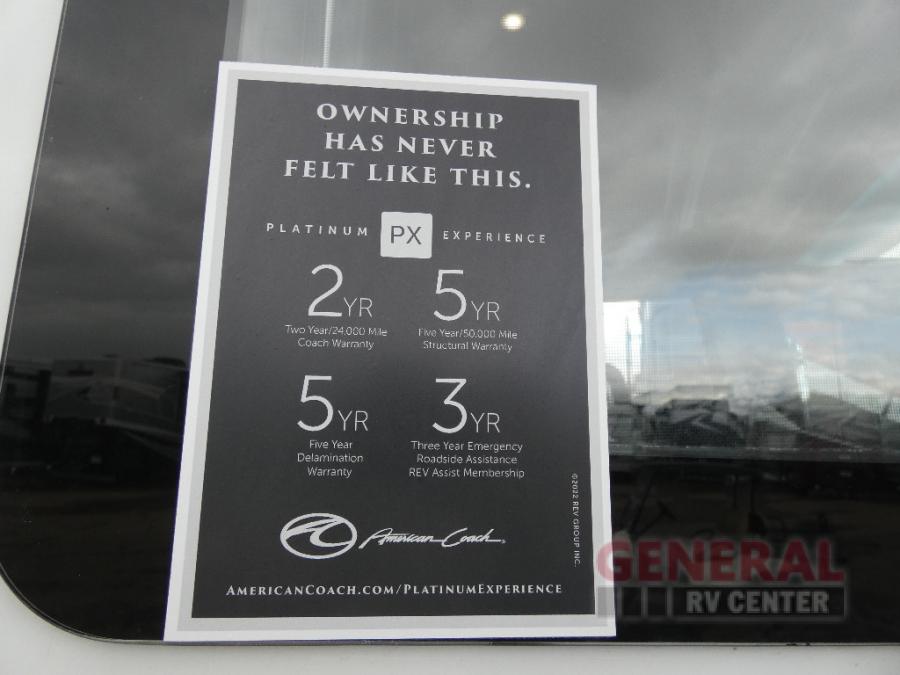 OWNERSHIP
HAS NEVER
FELT LIKE THIS.
PLATINUM PX EXPERIENCE
2YR
Two Year/24,000 Mile
Coach Warranty
5YR
Five Year/50,000 Mile
Structural Warranty
5YR
Five Year
Delamination
Warranty
3YR
Three Year Emergency
Roadside Assistance
REV Assist Membership
©2022 REV GROUP INC.
American Coach®
AMERICANCOACH.COM/PLATINUMEXPERIENCE
GENERAL
RV CENTER